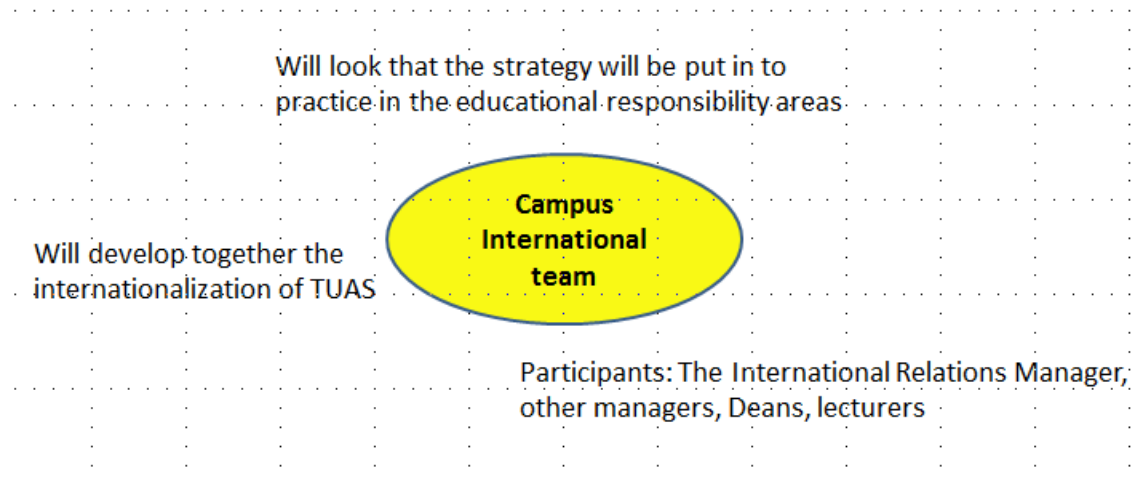 Will look that the strategy will be put in to
practice in the educational responsibility areas
Campus
International
team
Will develop together the
internationalization of TUAS
Participants: The International Relations Manager,
other managers, Deans, lecturers